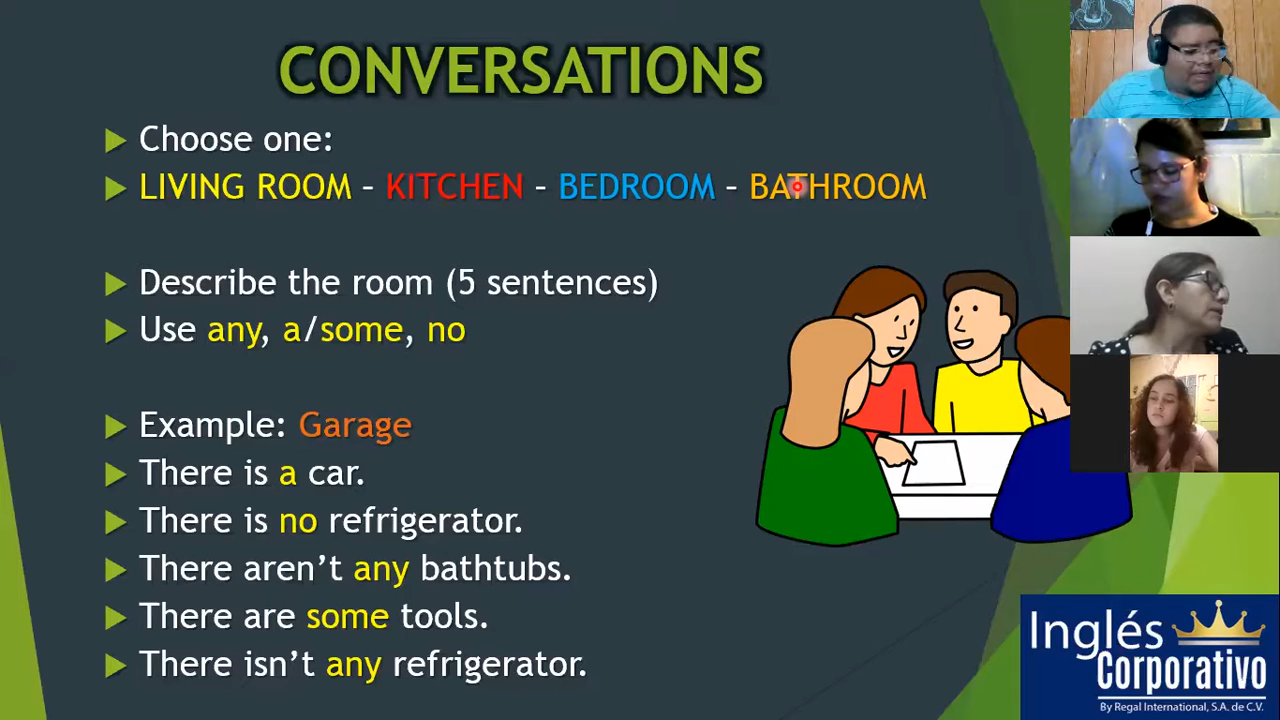 CONVERSATIONS
Choose one:
LIVING ROOM – KITCHEN – BEDROOM – BATHROOM
Describe the room (5 sentences)
Use any, a/some, no
Example: Garage
There is a car.
There is no refrigerator.
There aren’t any bathtubs.
There are some tools.
There isn’t any refrigerator.
Inglés
Corporativo
By Regal International, S.A. de C.V.